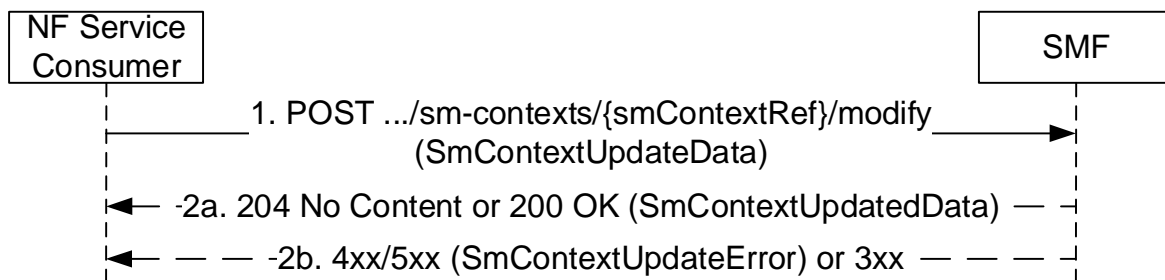 NF Service
Consumer
SMF
1. POST .../sm-contexts/{smContextRef}/modify
(SmContextUpdateData)
2a. 204 No Content or 200 OK (SmContextUpdatedData)
2b. 4xx/5xx (SmContextUpdateError) or 3xx